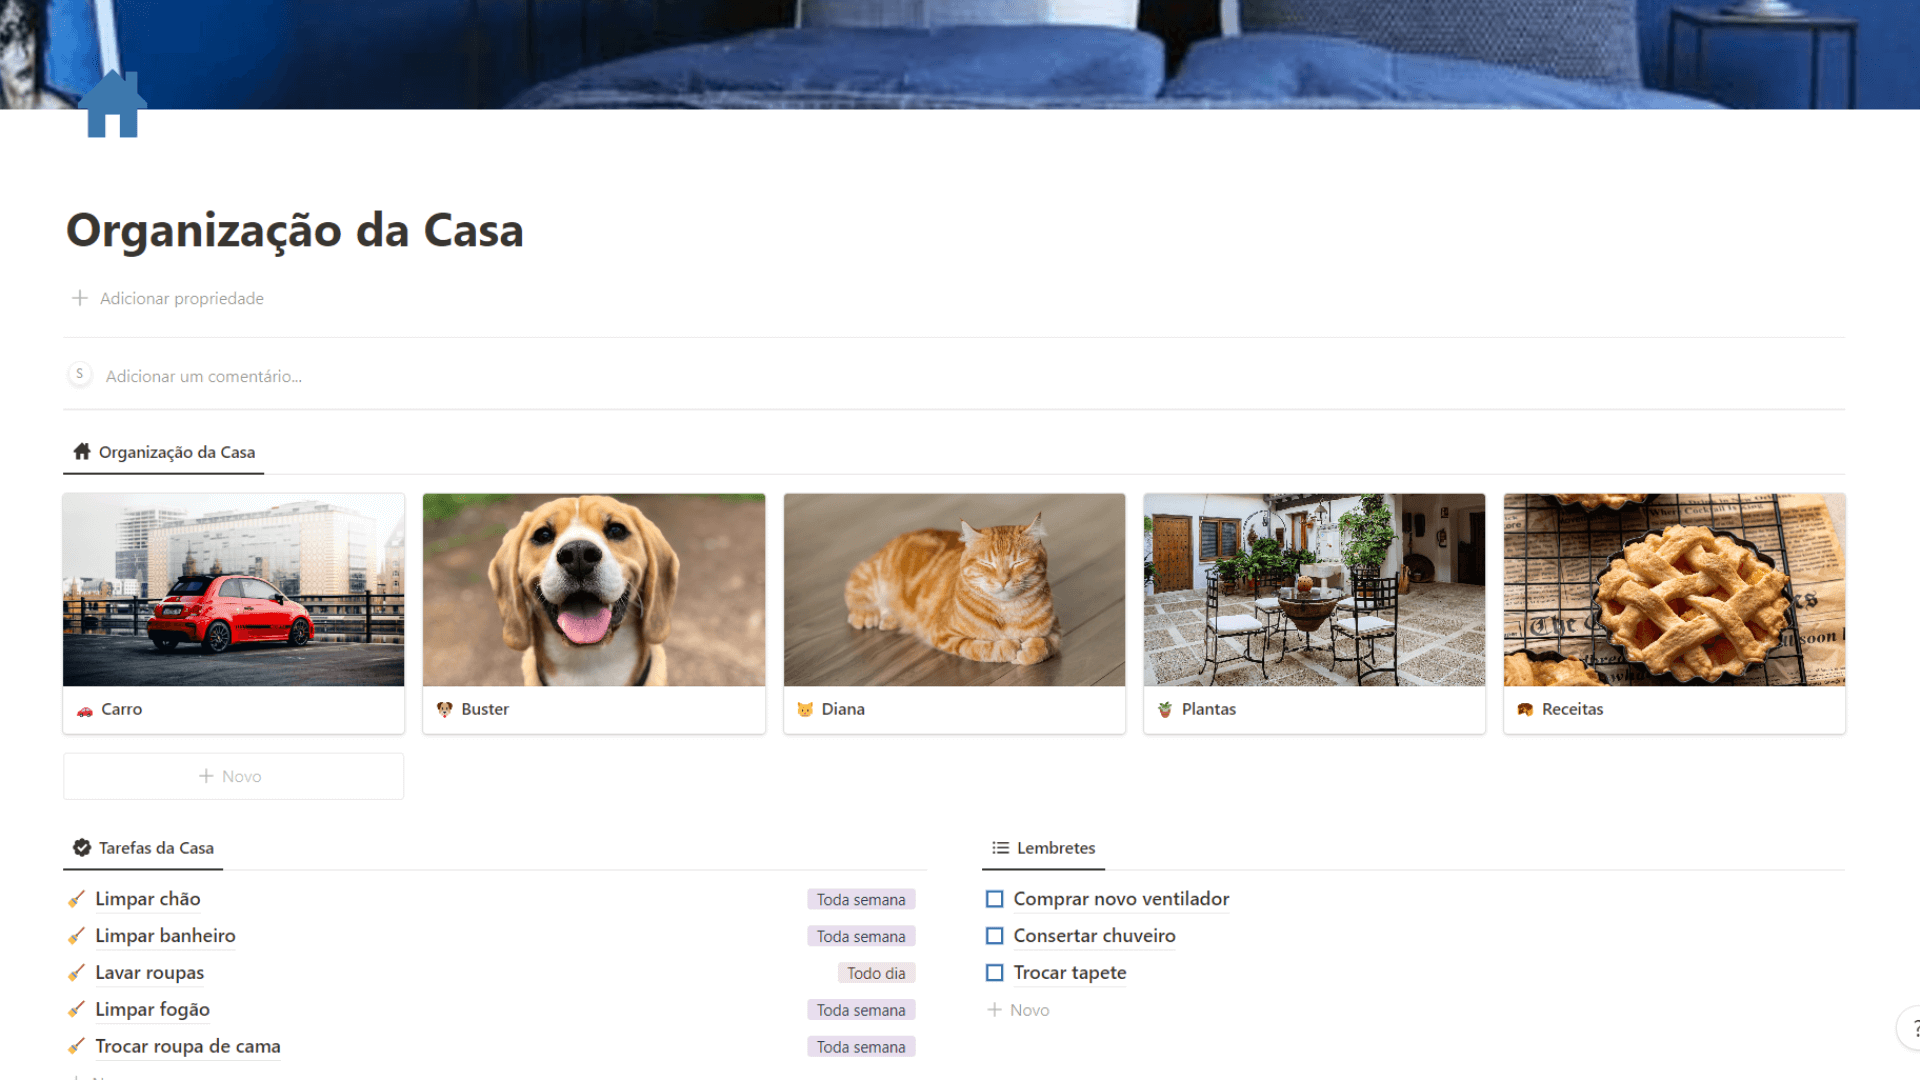 Organização da Casa
Adicionar propriedade
S
Adicionar um comentário...
Organização da Casa
Carro
Buster
Diana
Plantas
Receitas
Novo
Tarefas da Casa
Limpar chão Toda semana
Limpar banheiro Toda semana
Lavar roupas Todo dia
Limpar fogão Toda semana
Trocar roupa de cama Toda semana
Lembretes
Comprar novo ventilador
Consertar chuveiro
Trocar tapete
Novo
?